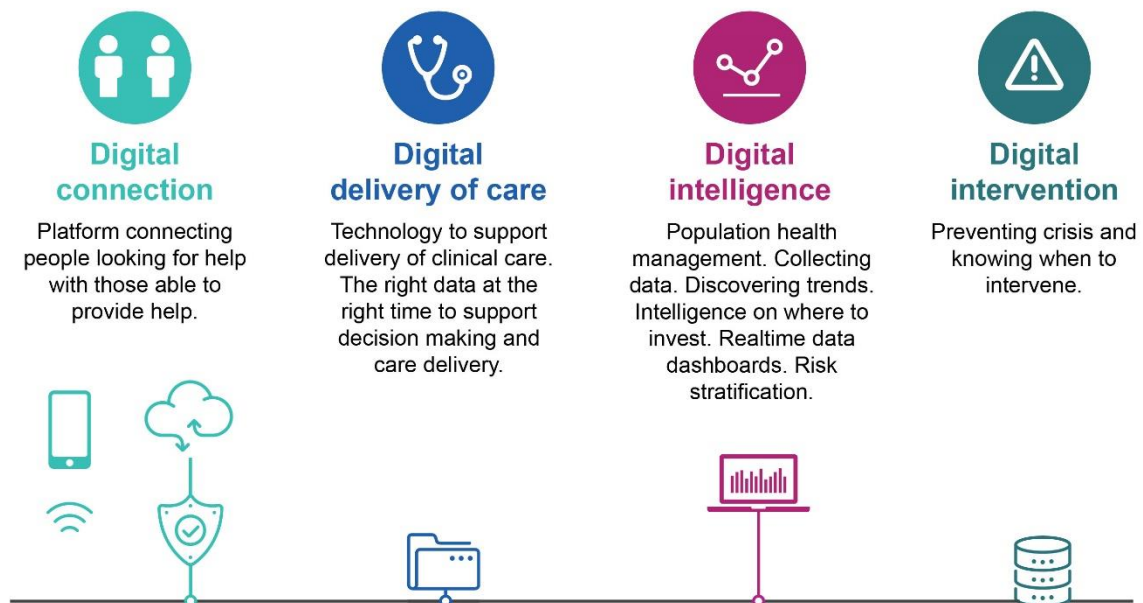 Digital
connection
Platform connecting
people looking for help
with those able to
provide help.
Digital
delivery of care
Technology to support
delivery of clinical care.
The right data at the
right time to support
decision making and
care delivery.
Digital
intelligence
Population health
management. Collecting
data. Discovering trends.
Intelligence on where to
invest. Realtime data
dashboards. Risk
stratification.
Digital
intervention
Preventing crisis and
knowing when to
intervene.